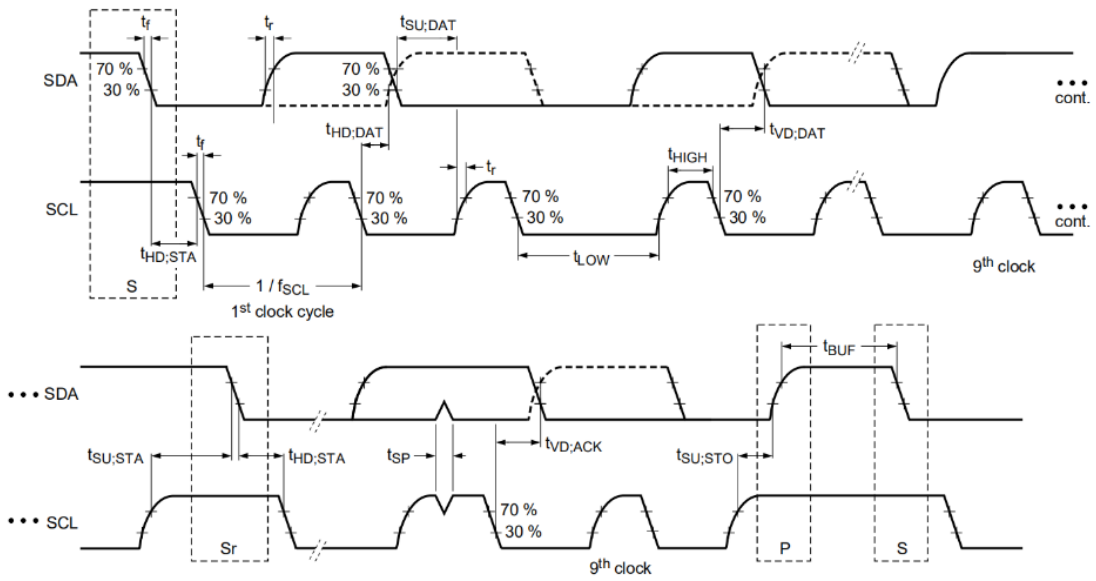 tf tr tSU;DAT
SDA 70 % 30 % 70 % 30 % ••• cont.
tHD;DAT tVD;DAT
tf tr tHIGH
SCL 70 % 30 % 70 % 30 % 70 % 30 % 70 % 30 % ••• cont.
tHD;STA tLOW 9th clock
S 1 / fSCL
1st clock cycle
tBUF
••• SDA
tSU;STA tHD;STA tSP tVD;ACK tSU;STO
••• SCL 70 % 30 %
Sr P S
9th clock